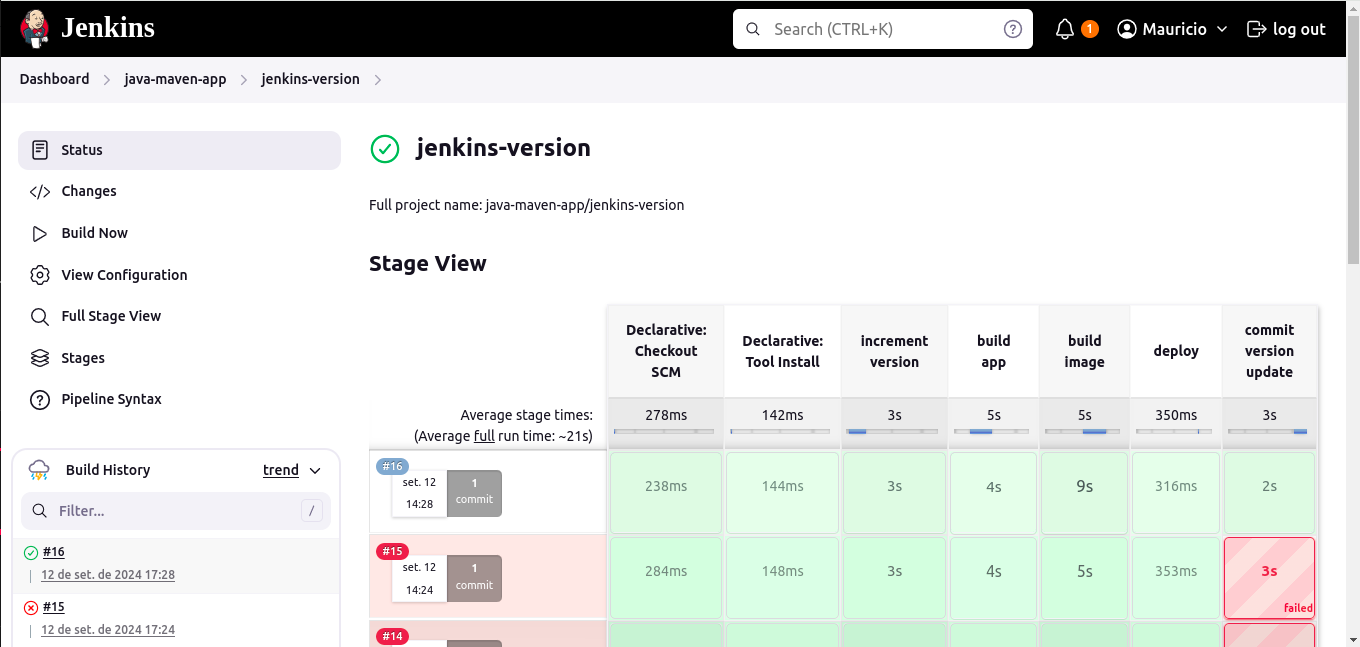 Jenkins
Search (CTRL+K)
?
1
Mauricio
log out
Dashboard
java-maven-app
jenkins-version
Status
Changes
Build Now
View Configuration
Full Stage View
Stages
Pipeline Syntax
Build History
trend
Filter...
/
#16
12 de set. de 2024 17:28
#15
12 de set. de 2024 17:24
jenkins-version
Full project name: java-maven-app/jenkins-version
Stage View
Declarative: Checkout SCM
Declarative: Tool Install
increment version
build app
build image
deploy
commit version update
Average stage times:
(Average full run time: ~21s)
278ms
142ms
3s
5s
5s
350ms
3s
#16
set. 12
14:28
1
commit
238ms
144ms
3s
4s
9s
316ms
2s
#15
set. 12
14:24
1
commit
284ms
148ms
3s
4s
5s
353ms
3s
failed
#14